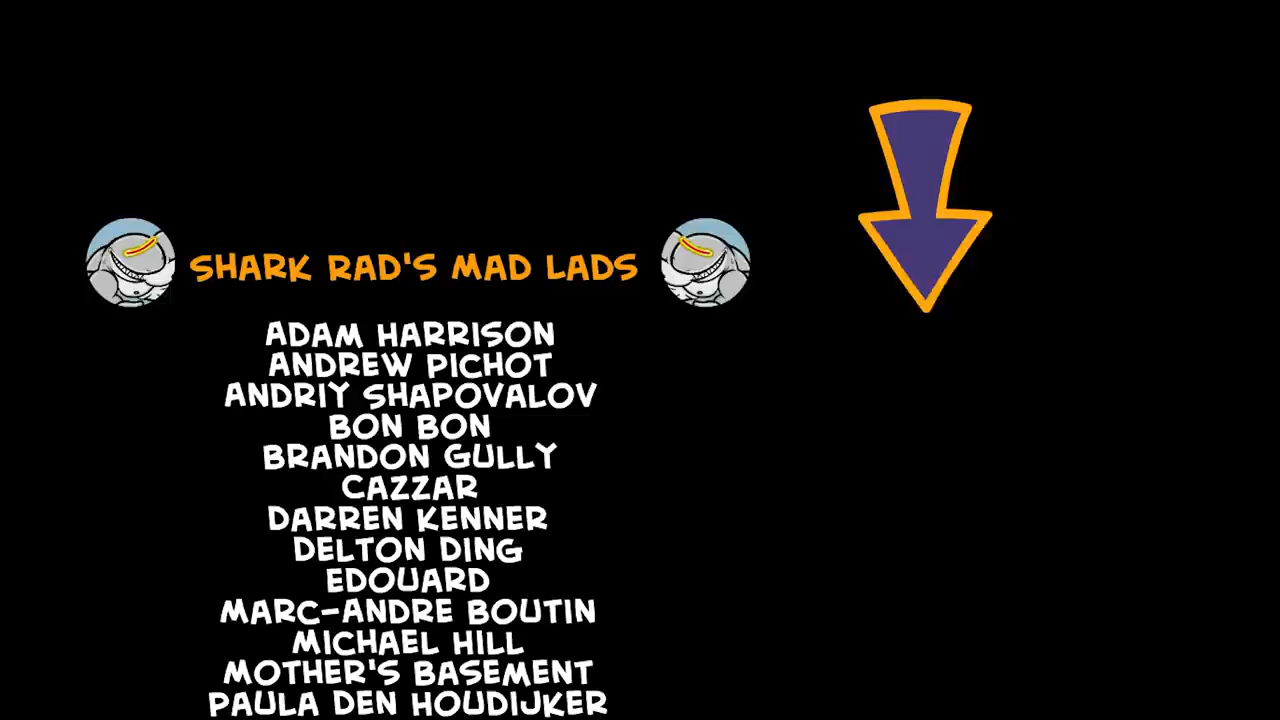 SHARK RAD'S MAD LADS
ADAM HARRISON
ANDREW PICHOT
ANDRIY SHAPOVALOV
BON BON
BRANDON GULLY
CAZZAR
DARREN KENNER
DELTON DING
EDOUARD
MARC-ANDRE BOUTIN
MICHAEL HILL
MOTHER'S BASEMENT
PAULA DEN HOUDIJKER